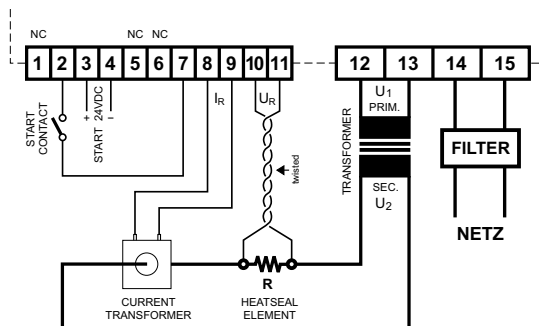 NC NC NC
1 2 3 4 5 6 7 8 9 10 11 12 13 14 15
START
CONTACT
+ −
START 24VDC
IR
UR
twisted
TRANSFORMER
U1
PRIM.
SEC.
U2
FILTER
NETZ
R
CURRENT
TRANSFORMER
HEATSEAL
ELEMENT